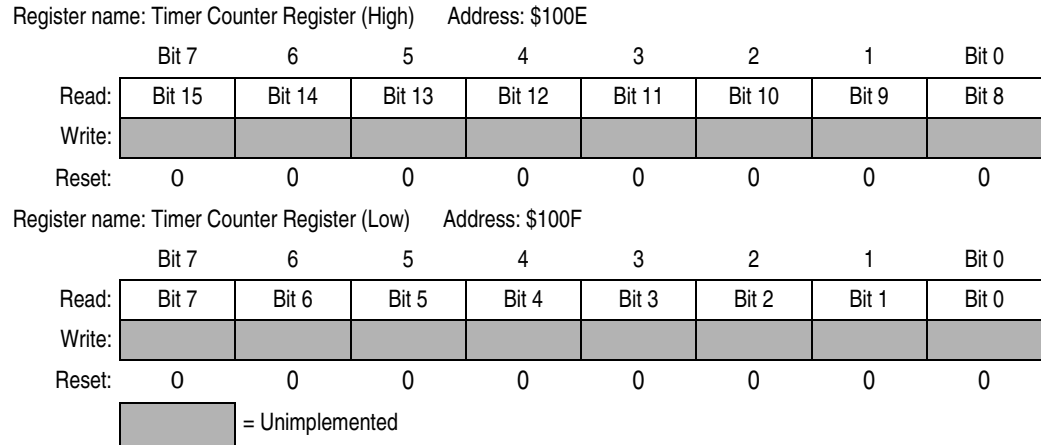 Register name: Timer Counter Register (High) Address: $100E
Bit 7 6 5 4 3 2 1 Bit 0
Read: Bit 15 Bit 14 Bit 13 Bit 12 Bit 11 Bit 10 Bit 9 Bit 8
Write:
Reset: 0 0 0 0 0 0 0 0
Register name: Timer Counter Register (Low) Address: $100F
Bit 7 6 5 4 3 2 1 Bit 0
Read: Bit 7 Bit 6 Bit 5 Bit 4 Bit 3 Bit 2 Bit 1 Bit 0
Write:
Reset: 0 0 0 0 0 0 0 0
= Unimplemented